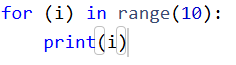 for (i) in range(10):
    print(i)